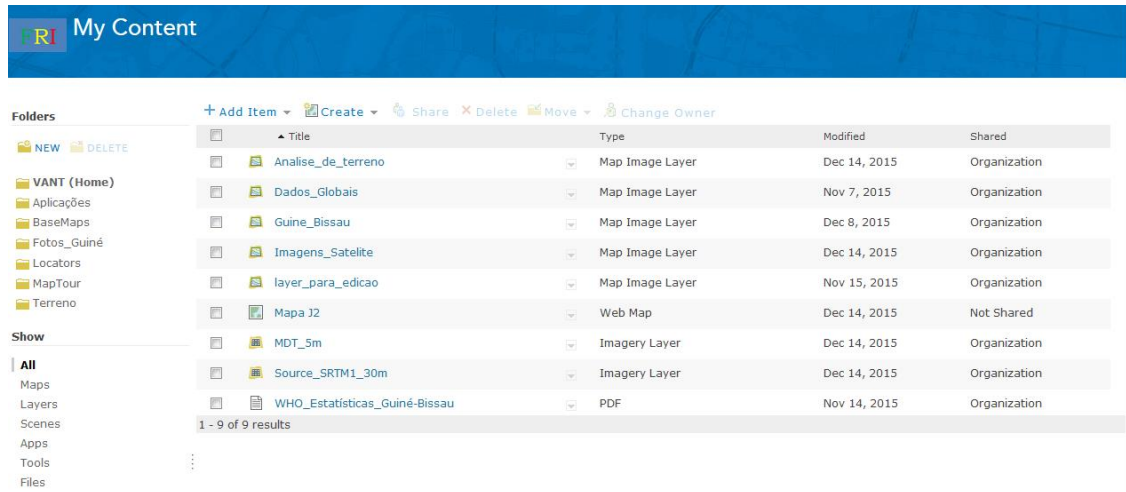 FRI My Content
Folders
NEW DELETE
VANT (Home)
Aplicações
BaseMaps
Fotos_Guiné
Locators
MapTour
Terreno
Show
All
Maps
Layers
Scenes
Apps
Tools
Files
+ Add Item Create Share × Delete Move Change Owner
Title Type Modified Shared
Analise_de_terreno Map Image Layer Dec 14, 2015 Organization
Dados_Globais Map Image Layer Nov 7, 2015 Organization
Guine_Bissau Map Image Layer Dec 8, 2015 Organization
Imagens_Satelite Map Image Layer Dec 14, 2015 Organization
layer_para_edicao Map Image Layer Nov 15, 2015 Organization
Mapa J2 Web Map Dec 14, 2015 Not Shared
MDT_5m Imagery Layer Dec 14, 2015 Organization
Source_SRTM1_30m Imagery Layer Dec 14, 2015 Organization
WHO_Estatísticas_Guiné-Bissau PDF Nov 14, 2015 Organization
1 - 9 of 9 results